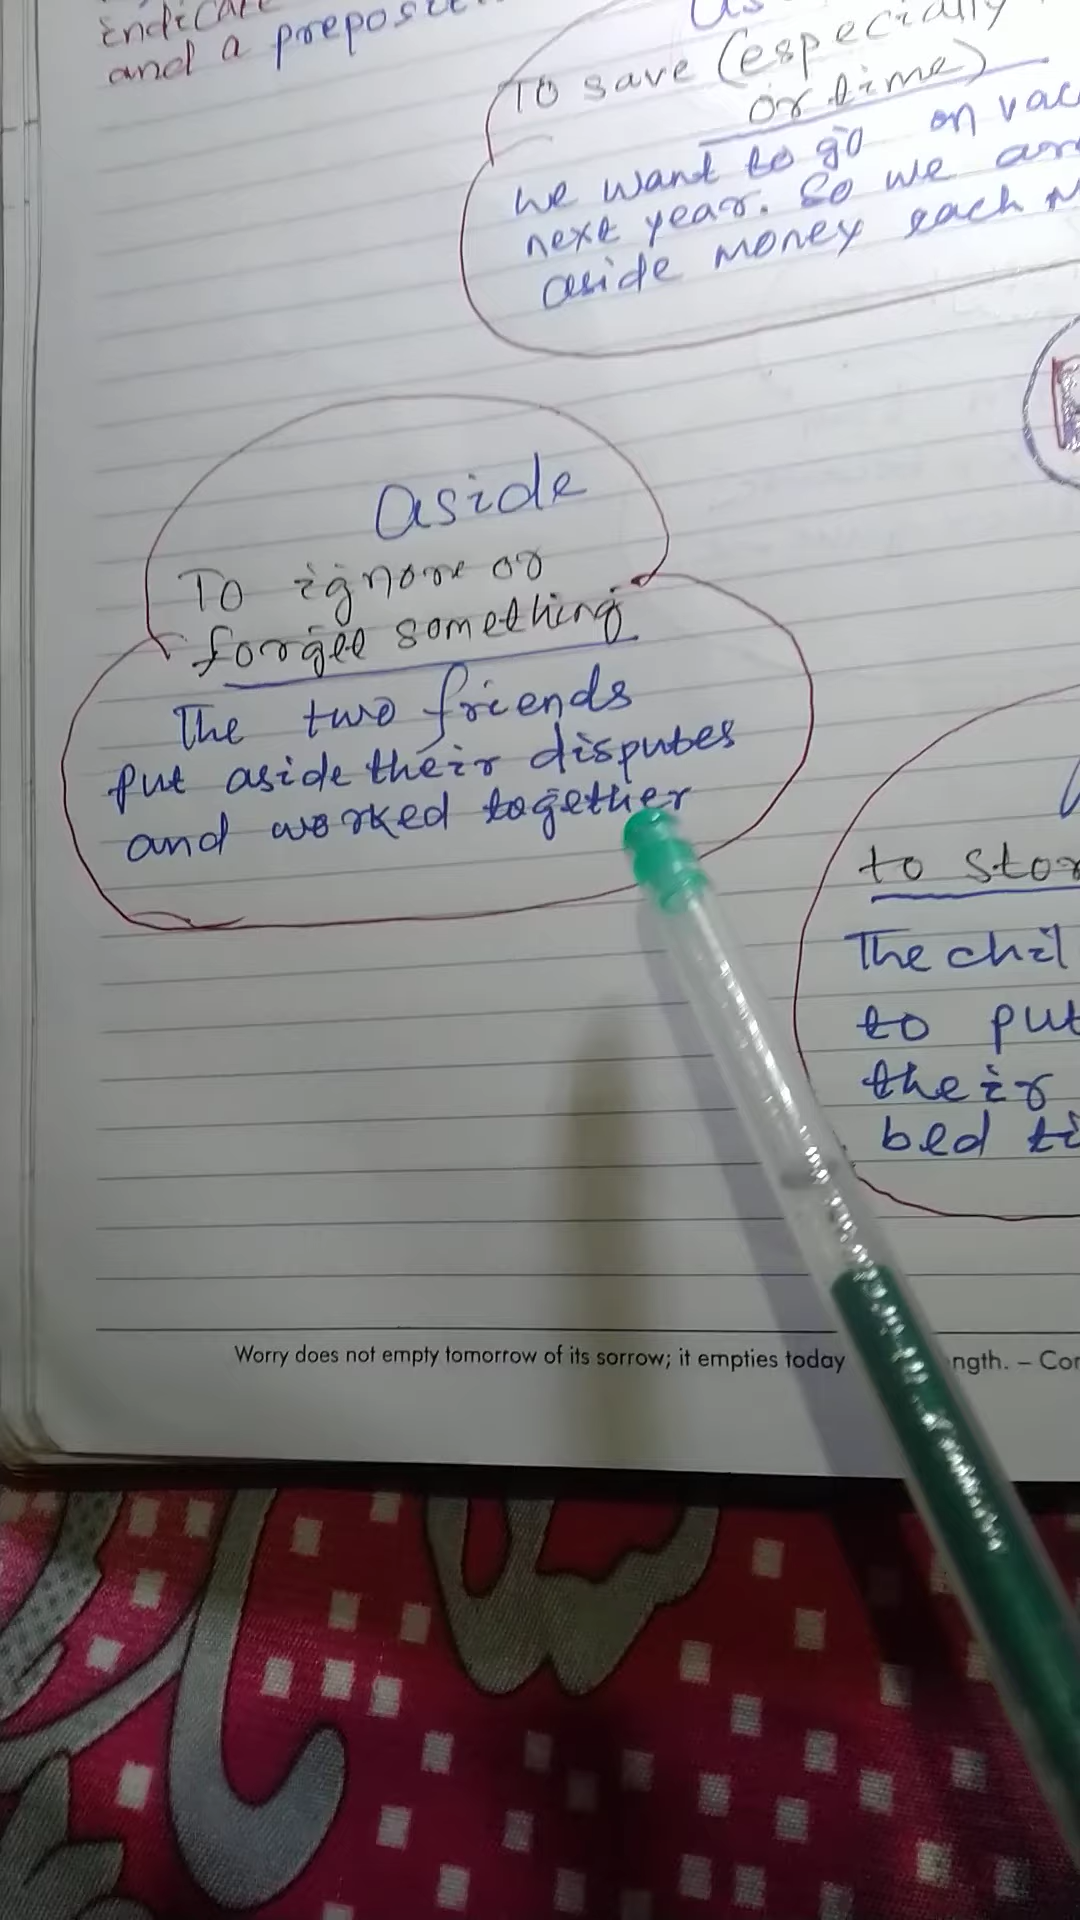 indicate
and a preposi
To save (especially
or time)
we want to go on vac
next year. So we are
aside money each
aside
To ignore or
forget something
The two friends
put aside their disputes
and worked together
to stor
The chil
to put
their
bed ti
Worry does not empty tomorrow of its sorrow; it empties today ngth. – Cor